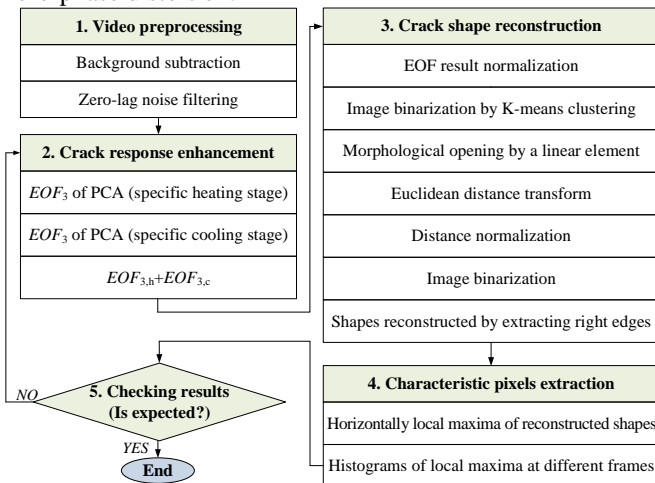 1. Video preprocessing
Background subtraction
Zero-lag noise filtering
2. Crack response enhancement
EOF₃ of PCA (specific heating stage)
EOF₃ of PCA (specific cooling stage)
EOF₃,ₕ+EOF₃,c
3. Crack shape reconstruction
EOF result normalization
Image binarization by K-means clustering
Morphological opening by a linear element
Euclidean distance transform
Distance normalization
Image binarization
Shapes reconstructed by extracting right edges
4. Characteristic pixels extraction
Horizontally local maxima of reconstructed shapes
Histograms of local maxima at different frames
5. Checking results
(Is expected?)
NO
YES
End